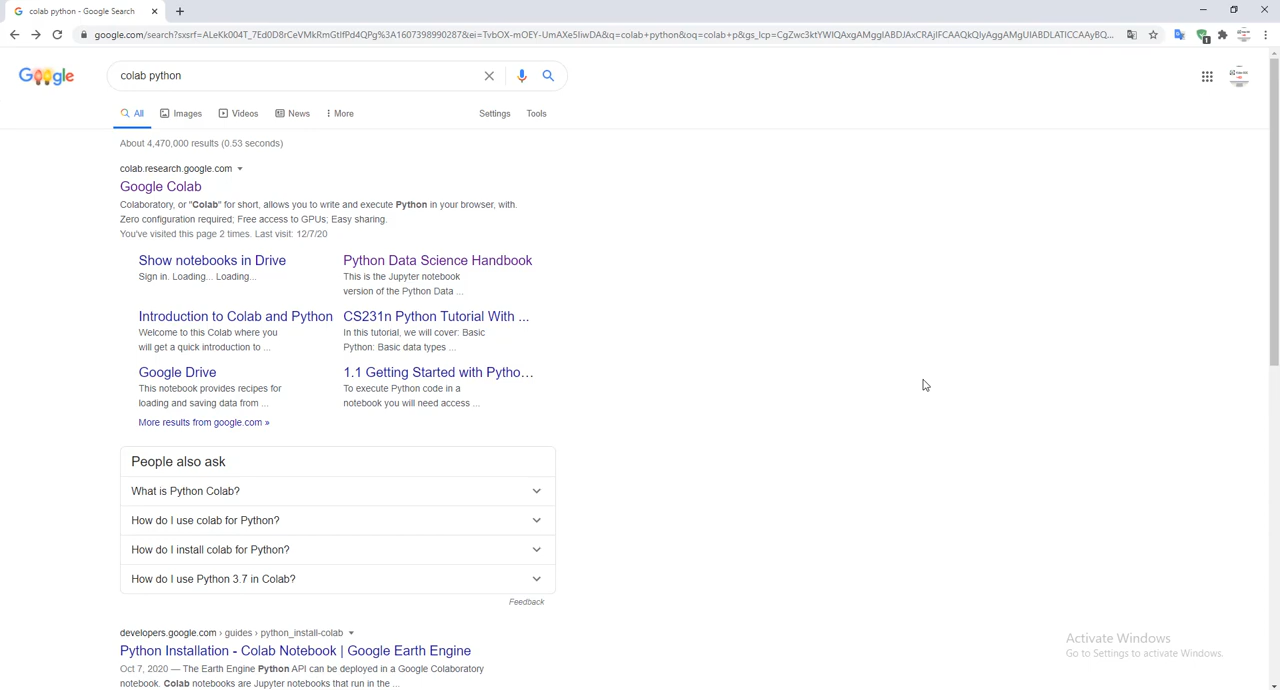 colab python - Google Search
google.com/search?sxsrf=ALeKk004T_7Ed0D8rCeVMkRmGtIfPd4QPg%3A1607398990287&ei=TvbOX-mOEY-UmAXe5IiwDA&q=colab+python&oq=colab+p&gs_lcp=CgZwc3ktYWIQAxgAMggIABDJAxCRAjIFCAAQkQIyAggAMgUIABDLATICCAAyBQ...
Google
colab python
All
Images
Videos
News
More
Settings
Tools
About 4,470,000 results (0.53 seconds)
colab.research.google.com
Google Colab
Colaboratory, or "Colab" for short, allows you to write and execute Python in your browser, with.
Zero configuration required; Free access to GPUs; Easy sharing.
You've visited this page 2 times. Last visit: 12/7/20
Show notebooks in Drive
Sign in. Loading... Loading...
Python Data Science Handbook
This is the Jupyter notebook
version of the Python Data ...
Introduction to Colab and Python
Welcome to this Colab where you
will get a quick introduction to ...
CS231n Python Tutorial With ...
In this tutorial, we will cover: Basic
Python: Basic data types ...
Google Drive
This notebook provides recipes for
loading and saving data from ...
1.1 Getting Started with Pytho...
To execute Python code in a
notebook you will need access ...
More results from google.com »
People also ask
What is Python Colab?
How do I use colab for Python?
How do I install colab for Python?
How do I use Python 3.7 in Colab?
Feedback
developers.google.com › guides › python_install-colab
Python Installation - Colab Notebook | Google Earth Engine
Oct 7, 2020 — The Earth Engine Python API can be deployed in a Google Colaboratory
notebook. Colab notebooks are Jupyter notebooks that run in the ...
Activate Windows
Go to Settings to activate Windows.